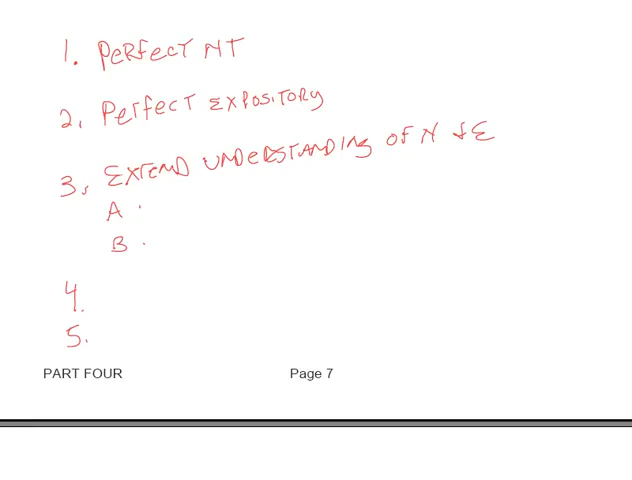 1. PERFECT NT
2. PERFECT EXPOSITORY
3. EXTEND UNDERSTANDING OF N & E
A.
B.
4.
5.
PART FOUR Page 7